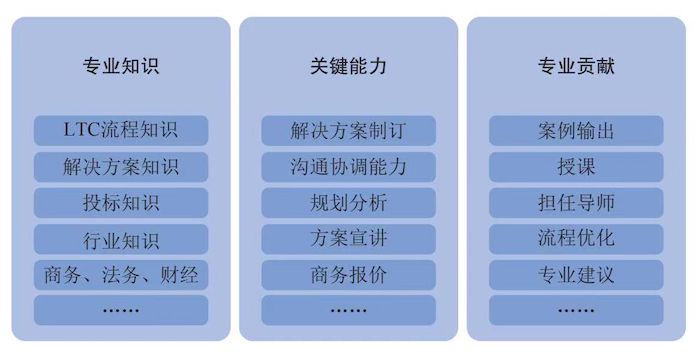 专业知识
LTC流程知识
解决方案知识
投标知识
行业知识
商务、法务、财经
……
关键能力
解决方案制订
沟通协调能力
规划分析
方案宣讲
商务报价
……
专业贡献
案例输出
授课
担任导师
流程优化
专业建议
……